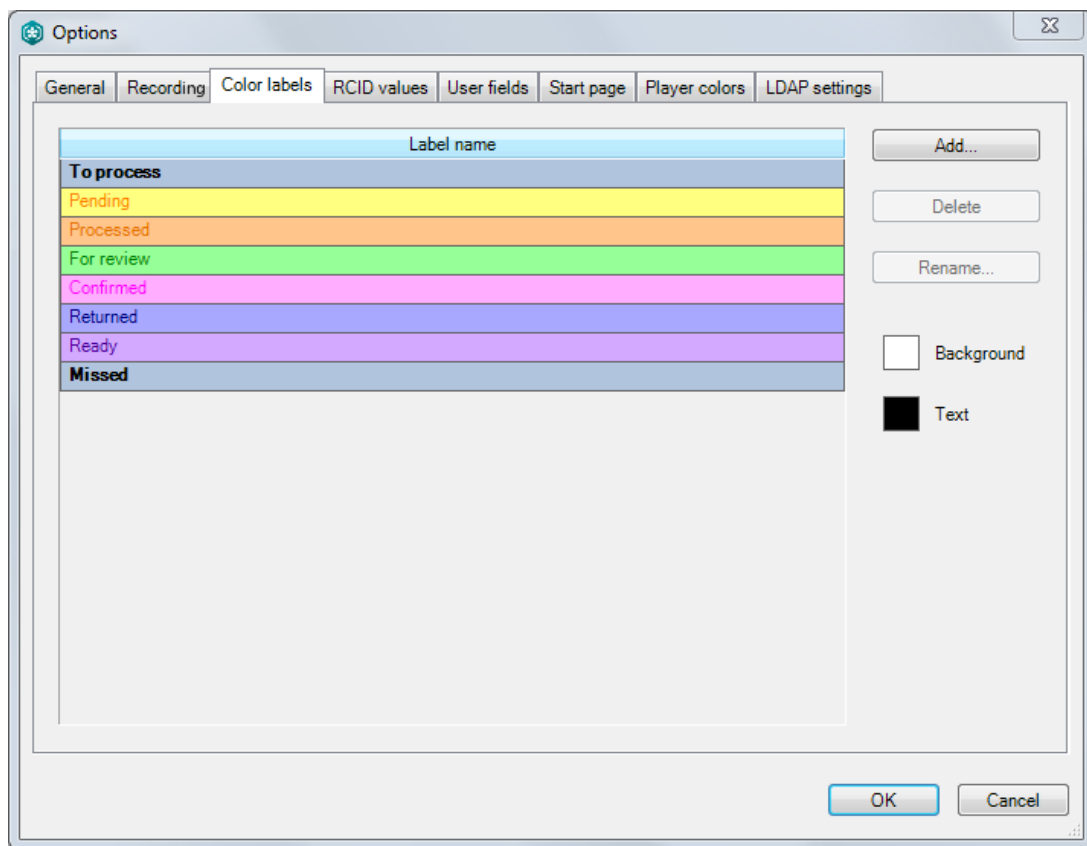 Options
General Recording Color labels RCID values User fields Start page Player colors LDAP settings
Label name
To process
Pending
Processed
For review
Confirmed
Returned
Ready
Missed
Add...
Delete
Rename...
Background
Text
OK Cancel